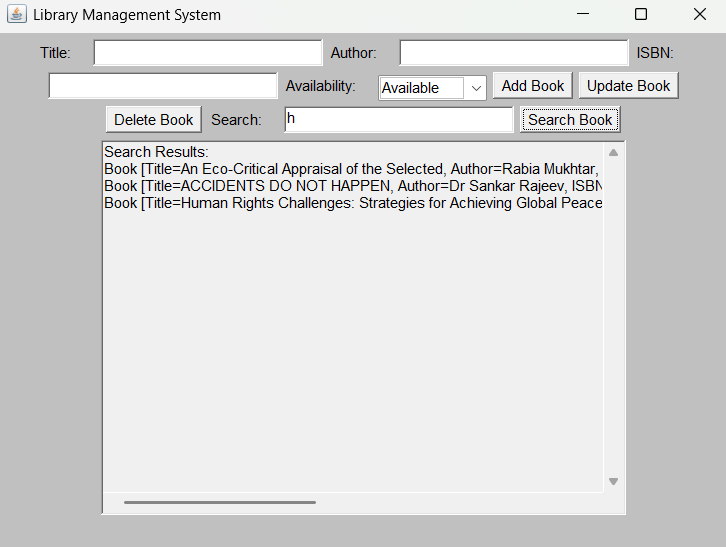 Library Management System
Title: Author: ISBN:
Availability: Available Add Book Update Book
Delete Book Search: h Search Book
Search Results:
Book [Title=An Eco-Critical Appraisal of the Selected, Author=Rabia Mukhtar,
Book [Title=ACCIDENTS DO NOT HAPPEN, Author=Dr Sankar Rajeev, ISBN
Book [Title=Human Rights Challenges: Strategies for Achieving Global Peace